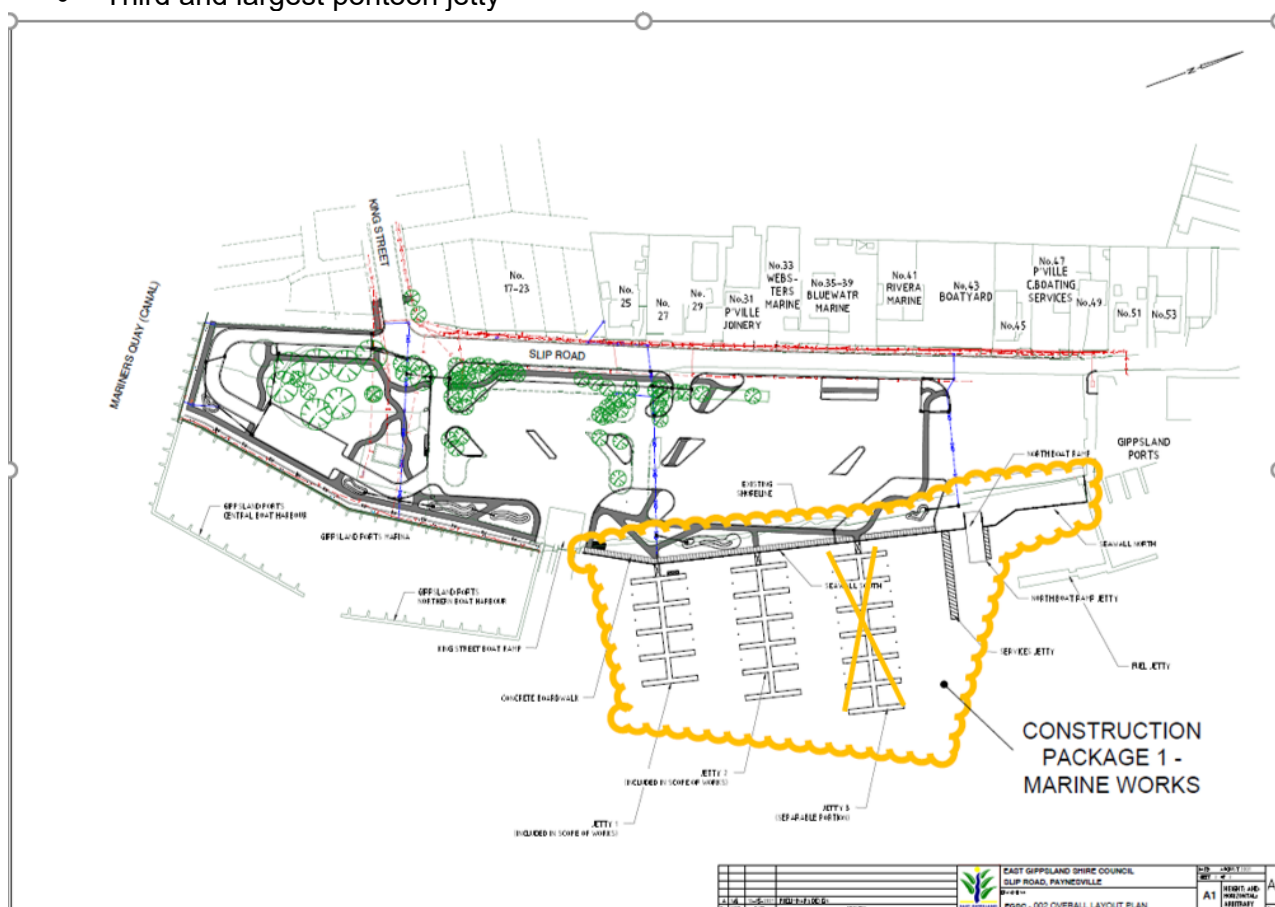 Third and largest pontoon jetty
N
KING STREET
MARINERS QUAY (CANAL)
No.
17-23
No.
25
No.
27
No.
29
No.31
P'VILLE
JOINERY
No.33
WEBS-
TERS
MARINE
No.35-39
BLUEWATR
MARINE
No.41
RIVERA
MARINE
No.43
BOATYARD
No.45
No.47
P'VILLE
C.BOATING
SERVICES
No.49
No.51
No.53
SLIP ROAD
GIPPSLAND
PORTS
NORTH BOAT RAMP
EXISTING
SHORELINE
GIPPSLAND PORTS
CENTRAL BOAT HARBOUR
GIPPSLAND PORTS MARINA
SEAWALL NORTH
SEAWALL SOUTH
GIPPSLAND PORTS
NORTHERN BOAT HARBOUR
NORTH BOAT RAMP JETTY
KING STREET BOAT RAMP
SERVICES JETTY
FUEL JETTY
CONCRETE BOARDWALK
CONSTRUCTION
PACKAGE 1 -
MARINE WORKS
JETTY 2
(INCLUDED IN SCOPE OF WORKS)
JETTY 3
(SEPARABLE PORTION)
JETTY 1
(INCLUDED IN SCOPE OF WORKS)
EAST GIPPSLAND SHIRE COUNCIL
SLIP ROAD, PAYNESVILLE
002 OVERALL LAYOUT PLAN
PRELIMINARY DESIGN
A1